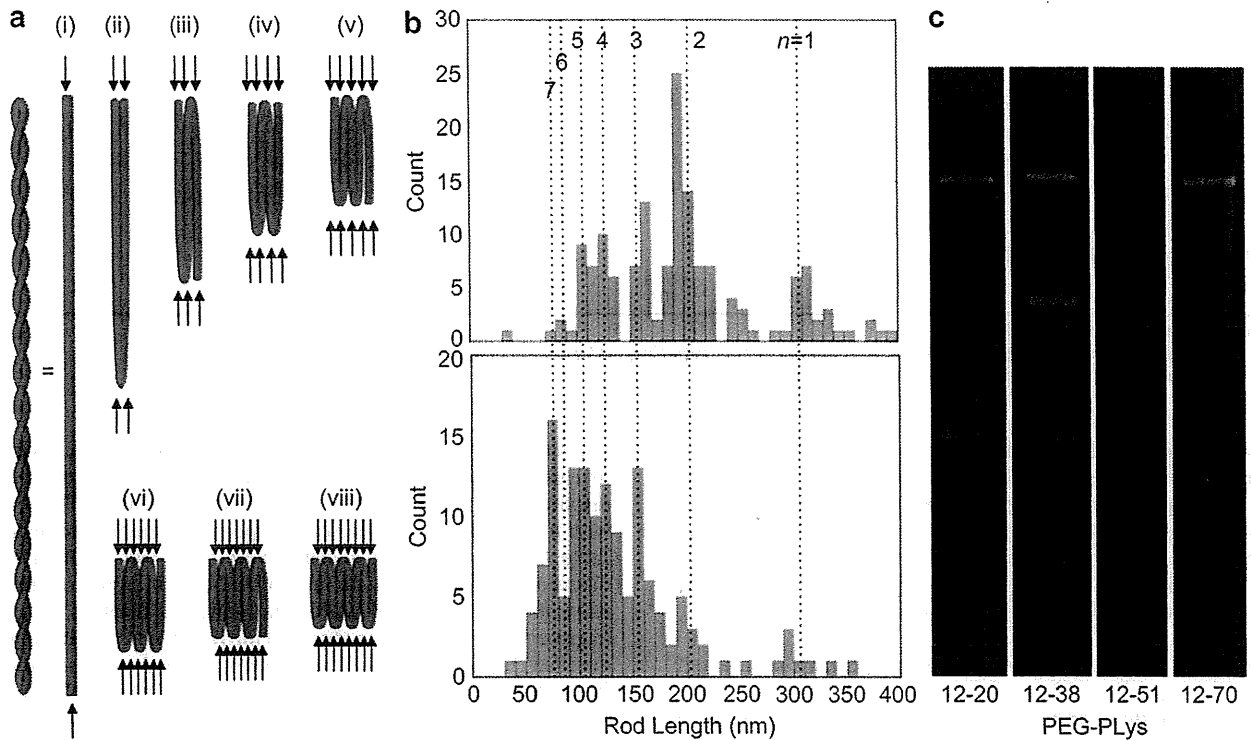 a
(i) (ii) (iii) (iv) (v)
=
(vi) (vii) (viii)
b
30
25
20
15
10
5
0
Count
7
6
5
4
3
2
n=1
20
15
10
5
0
Count
0 50 100 150 200 250 300 350 400
Rod Length (nm)
c
12-20 12-38 12-51 12-70
PEG-PLys